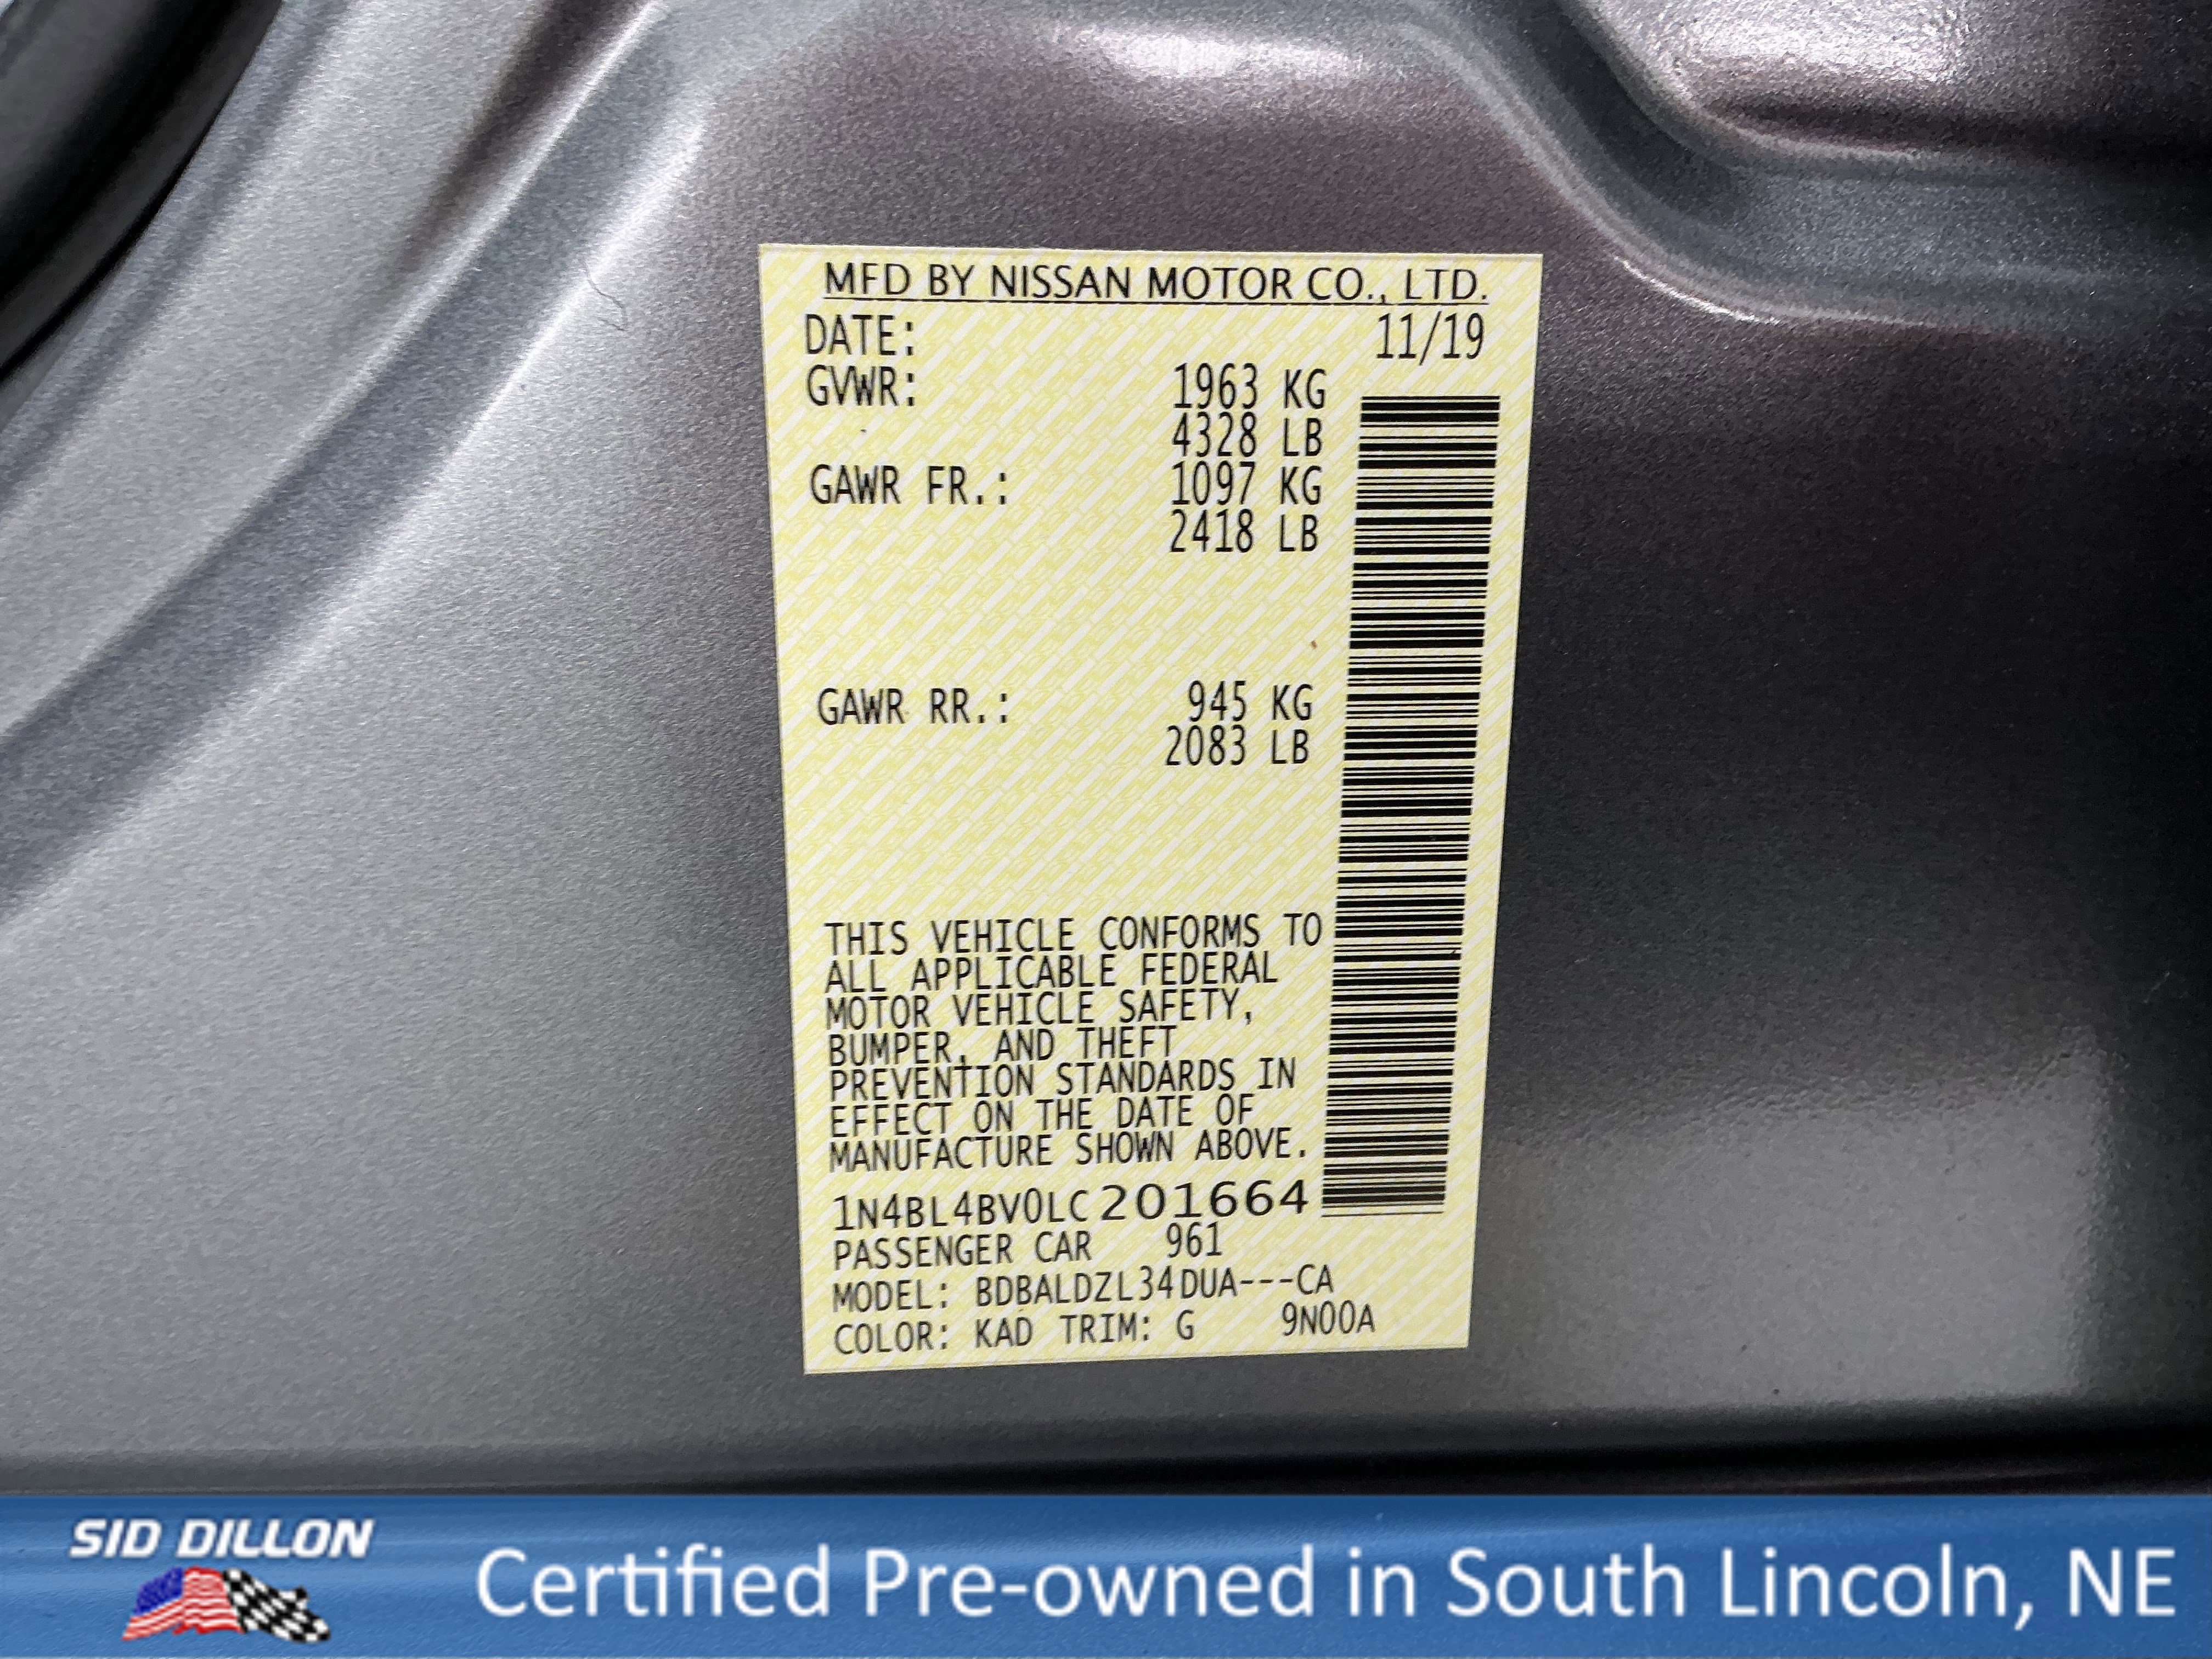 MFD BY NISSAN MOTOR CO., LTD.
DATE: 11/19
GVWR: 1963 KG
4328 LB
GAWR FR.: 1097 KG
2418 LB
GAWR RR.: 945 KG
2083 LB
THIS VEHICLE CONFORMS TO
ALL APPLICABLE FEDERAL
MOTOR VEHICLE SAFETY,
BUMPER, AND THEFT
PREVENTION STANDARDS IN
EFFECT ON THE DATE OF
MANUFACTURE SHOWN ABOVE.
1N4BL4BV0LC201664
PASSENGER CAR 961
MODEL: BDBALDZL34DUA---CA
COLOR: KAD TRIM: G 9N00A
SID DILLON
Certified Pre-owned in South Lincoln, NE